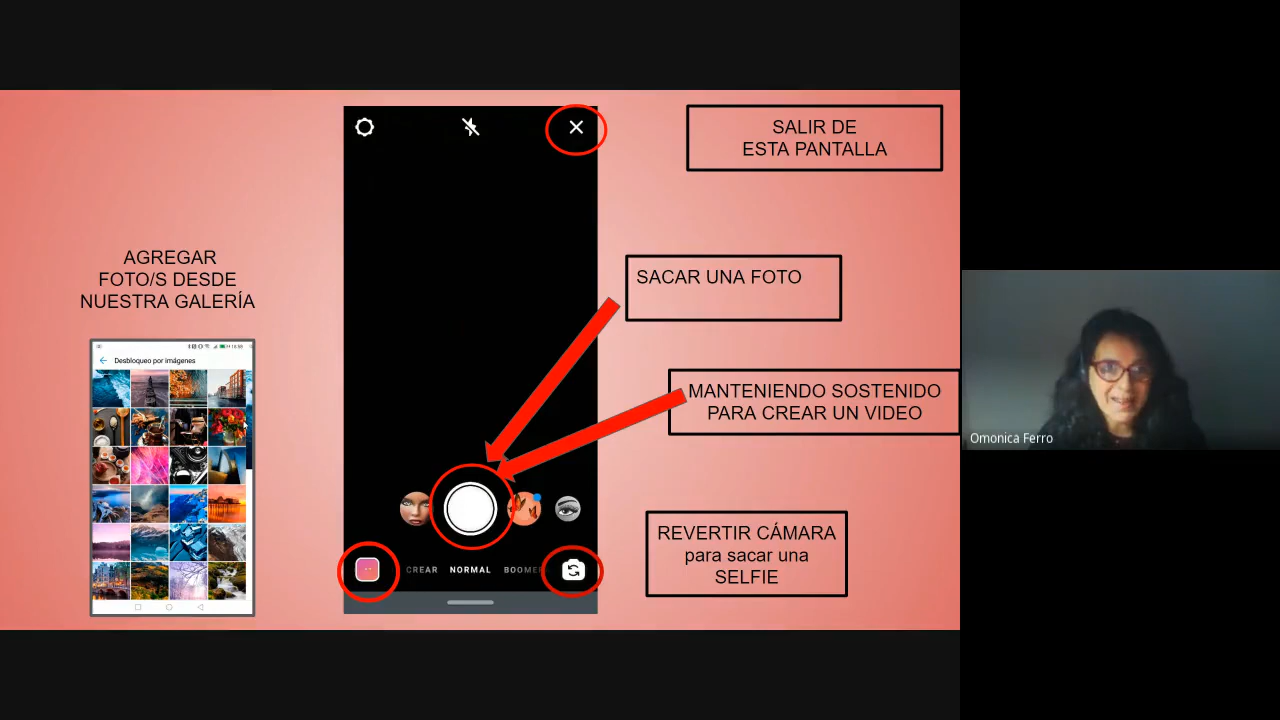 SALIR DE
ESTA PANTALLA
AGREGAR
FOTO/S DESDE
NUESTRA GALERÍA
SACAR UNA FOTO
Desbloqueo por imágenes
MANTENIENDO SOSTENIDO
PARA CREAR UN VIDEO
Omonica Ferro
REVERTIR CÁMARA
para sacar una
SELFIE
CREAR NORMAL BOOMER